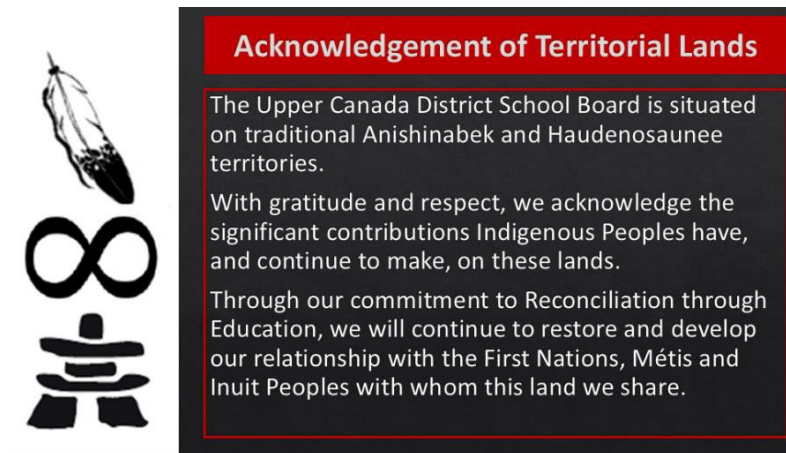 Acknowledgement of Territorial Lands
The Upper Canada District School Board is situated
on traditional Anishinabek and Haudenosaunee
territories.
With gratitude and respect, we acknowledge the
significant contributions Indigenous Peoples have,
and continue to make, on these lands.
Through our commitment to Reconciliation through
Education, we will continue to restore and develop
our relationship with the First Nations, Métis and
Inuit Peoples with whom this land we share.